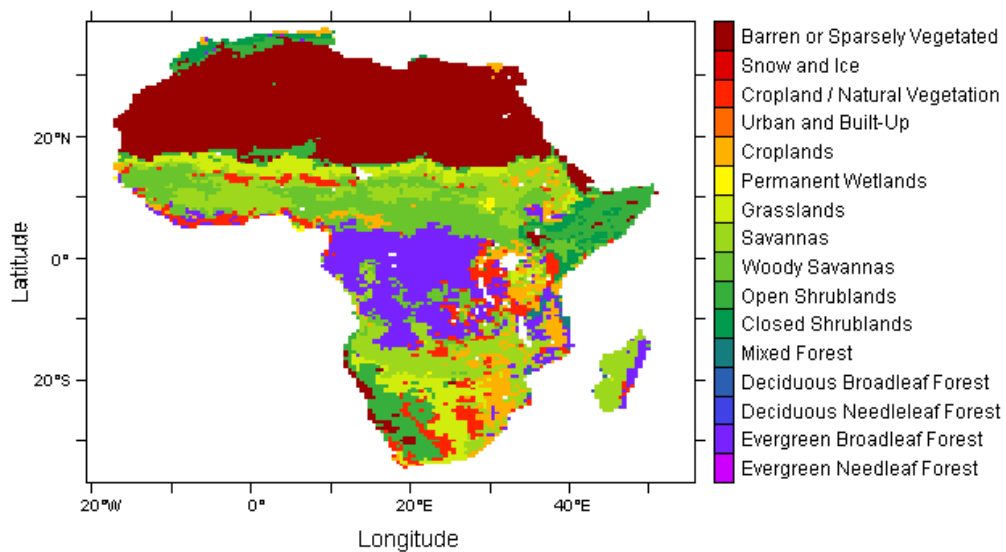 Barren or Sparsely Vegetated
Snow and Ice
Cropland / Natural Vegetation
Urban and Built-Up
Croplands
Permanent Wetlands
Grasslands
Savannas
Woody Savannas
Open Shrublands
Closed Shrublands
Mixed Forest
Deciduous Broadleaf Forest
Deciduous Needleleaf Forest
Evergreen Broadleaf Forest
Evergreen Needleaf Forest
Latitude
20°N
0°
20°S
20°W
0°
20°E
40°E
Longitude